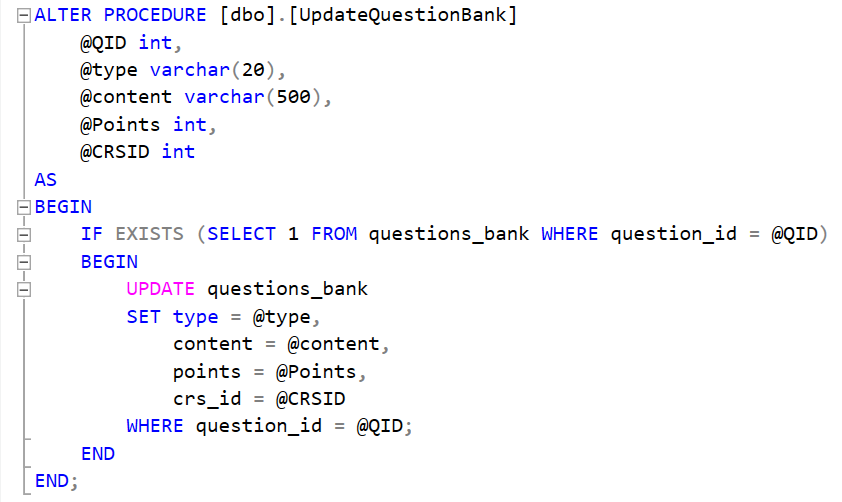 ALTER PROCEDURE [dbo].[UpdateQuestionBank]
    @QID int,
    @type varchar(20),
    @content varchar(500),
    @Points int,
    @CRSID int
AS
BEGIN
    IF EXISTS (SELECT 1 FROM questions_bank WHERE question_id = @QID)
    BEGIN
        UPDATE questions_bank
        SET type = @type,
            content = @content,
            points = @Points,
            crs_id = @CRSID
        WHERE question_id = @QID;
    END
END;